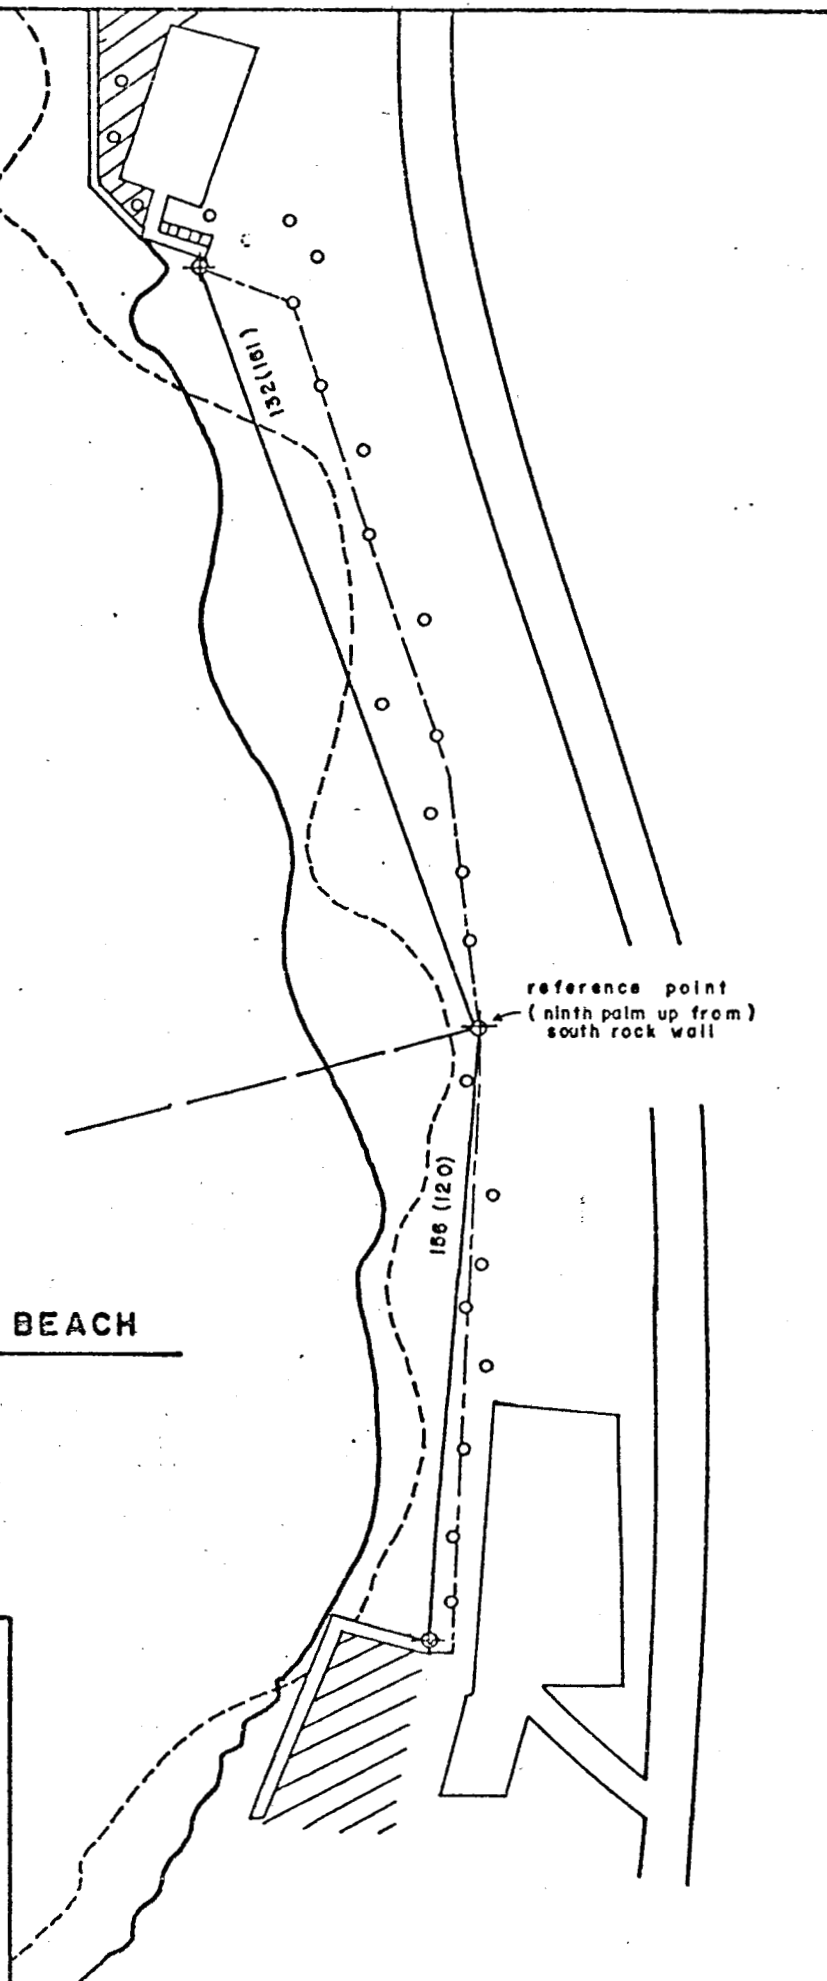 132(161)
reference point
(ninth palm up from)
south rock wall
156 (120)
BEACH